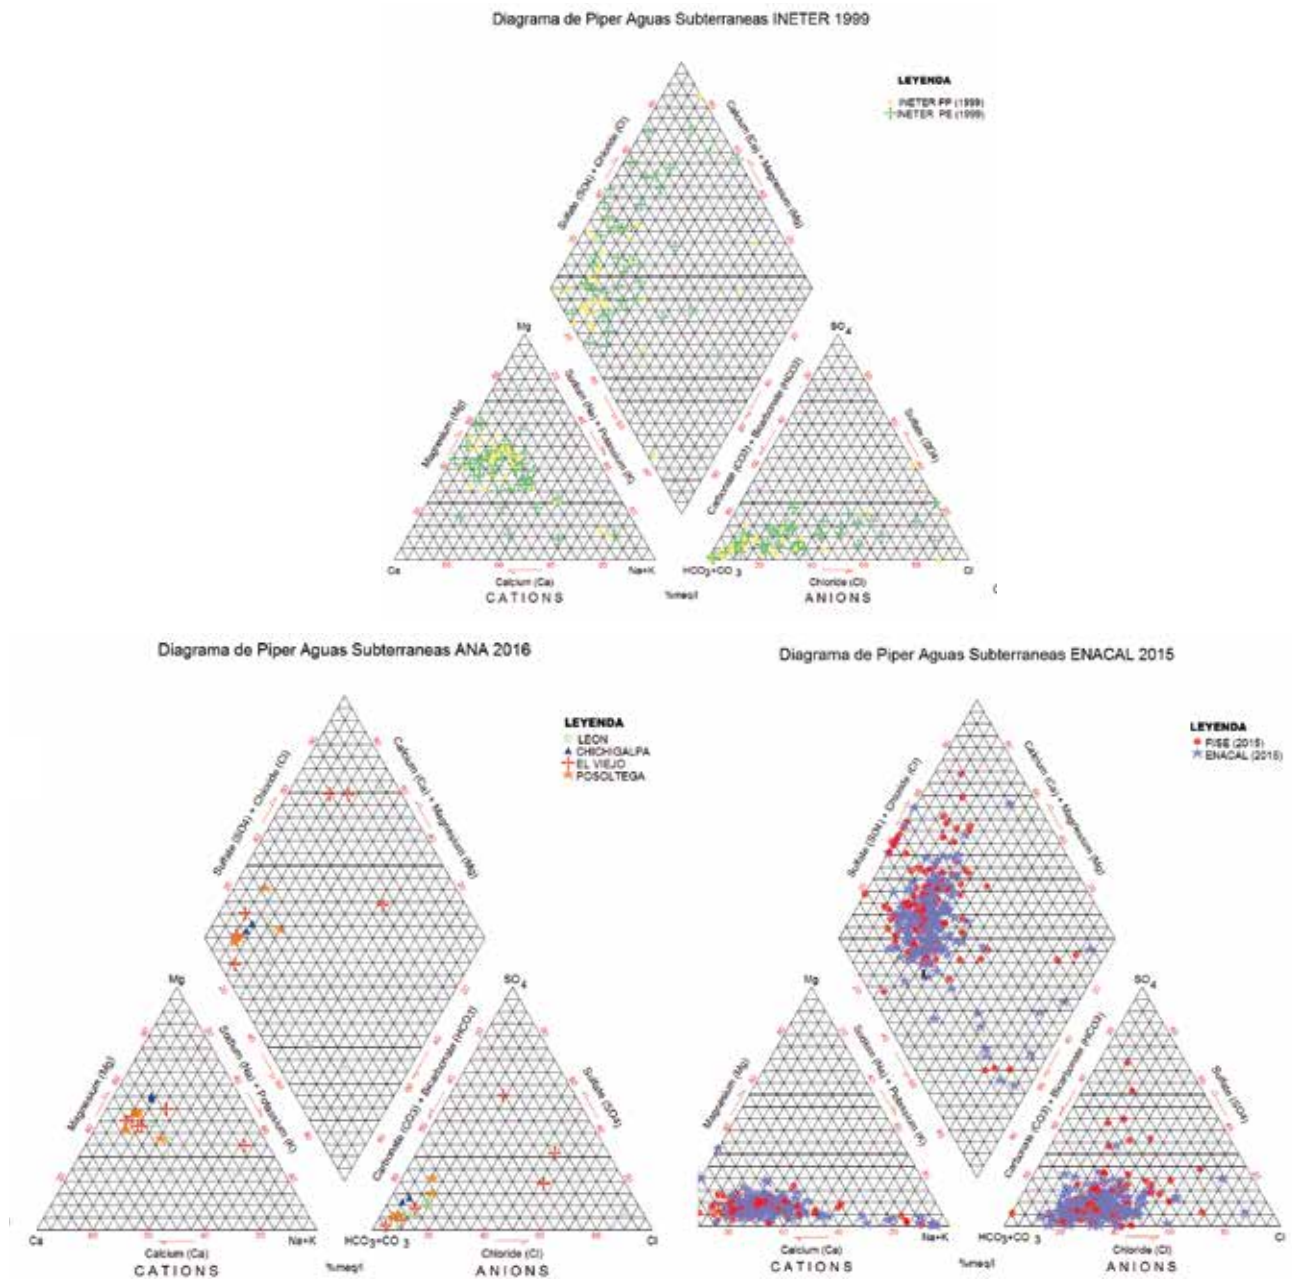 Diagrama de Piper Aguas Subterraneas INETER 1999
LEYENDA
INETER PP (1999)
INETER PE (1999)
Sulfate (SO4) + Chloride (Cl)
Calcium (Ca) + Magnesium (Mg)
Mg
SO4
Magnesium (Mg)
Sodium (Na) + Potassium (K)
Carbonate (CO3) + Bicarbonate (HCO3)
Sulfate (SO4)
Ca
Na+K
HCO3+CO3
Cl
Calcium (Ca)
Chloride (Cl)
CATIONS
%meq/l
ANIONS
Diagrama de Piper Aguas Subterraneas ANA 2016
LEYENDA
LEON
CHICHIGALPA
EL VIEJO
POSOLTEGA
Sulfate (SO4) + Chloride (Cl)
Calcium (Ca) + Magnesium (Mg)
Mg
SO4
Magnesium (Mg)
Sodium (Na) + Potassium (K)
Carbonate (CO3) + Bicarbonate (HCO3)
Sulfate (SO4)
Ca
Na+K
HCO3+CO3
Cl
Calcium (Ca)
Chloride (Cl)
CATIONS
%meq/l
ANIONS
Diagrama de Piper Aguas Subterraneas ENACAL 2015
LEYENDA
FISE (2015)
ENACAL (2015)
Sulfate (SO4) + Chloride (Cl)
Calcium (Ca) + Magnesium (Mg)
L
Mg
SO4
Magnesium (Mg)
Sodium (Na) + Potassium (K)
Carbonate (CO3) + Bicarbonate (HCO3)
Sulfate (SO4)
Na+K
HCO3+CO3
Cl
Calcium (Ca)
Chloride (Cl)
CATIONS
%meq/l
ANIONS